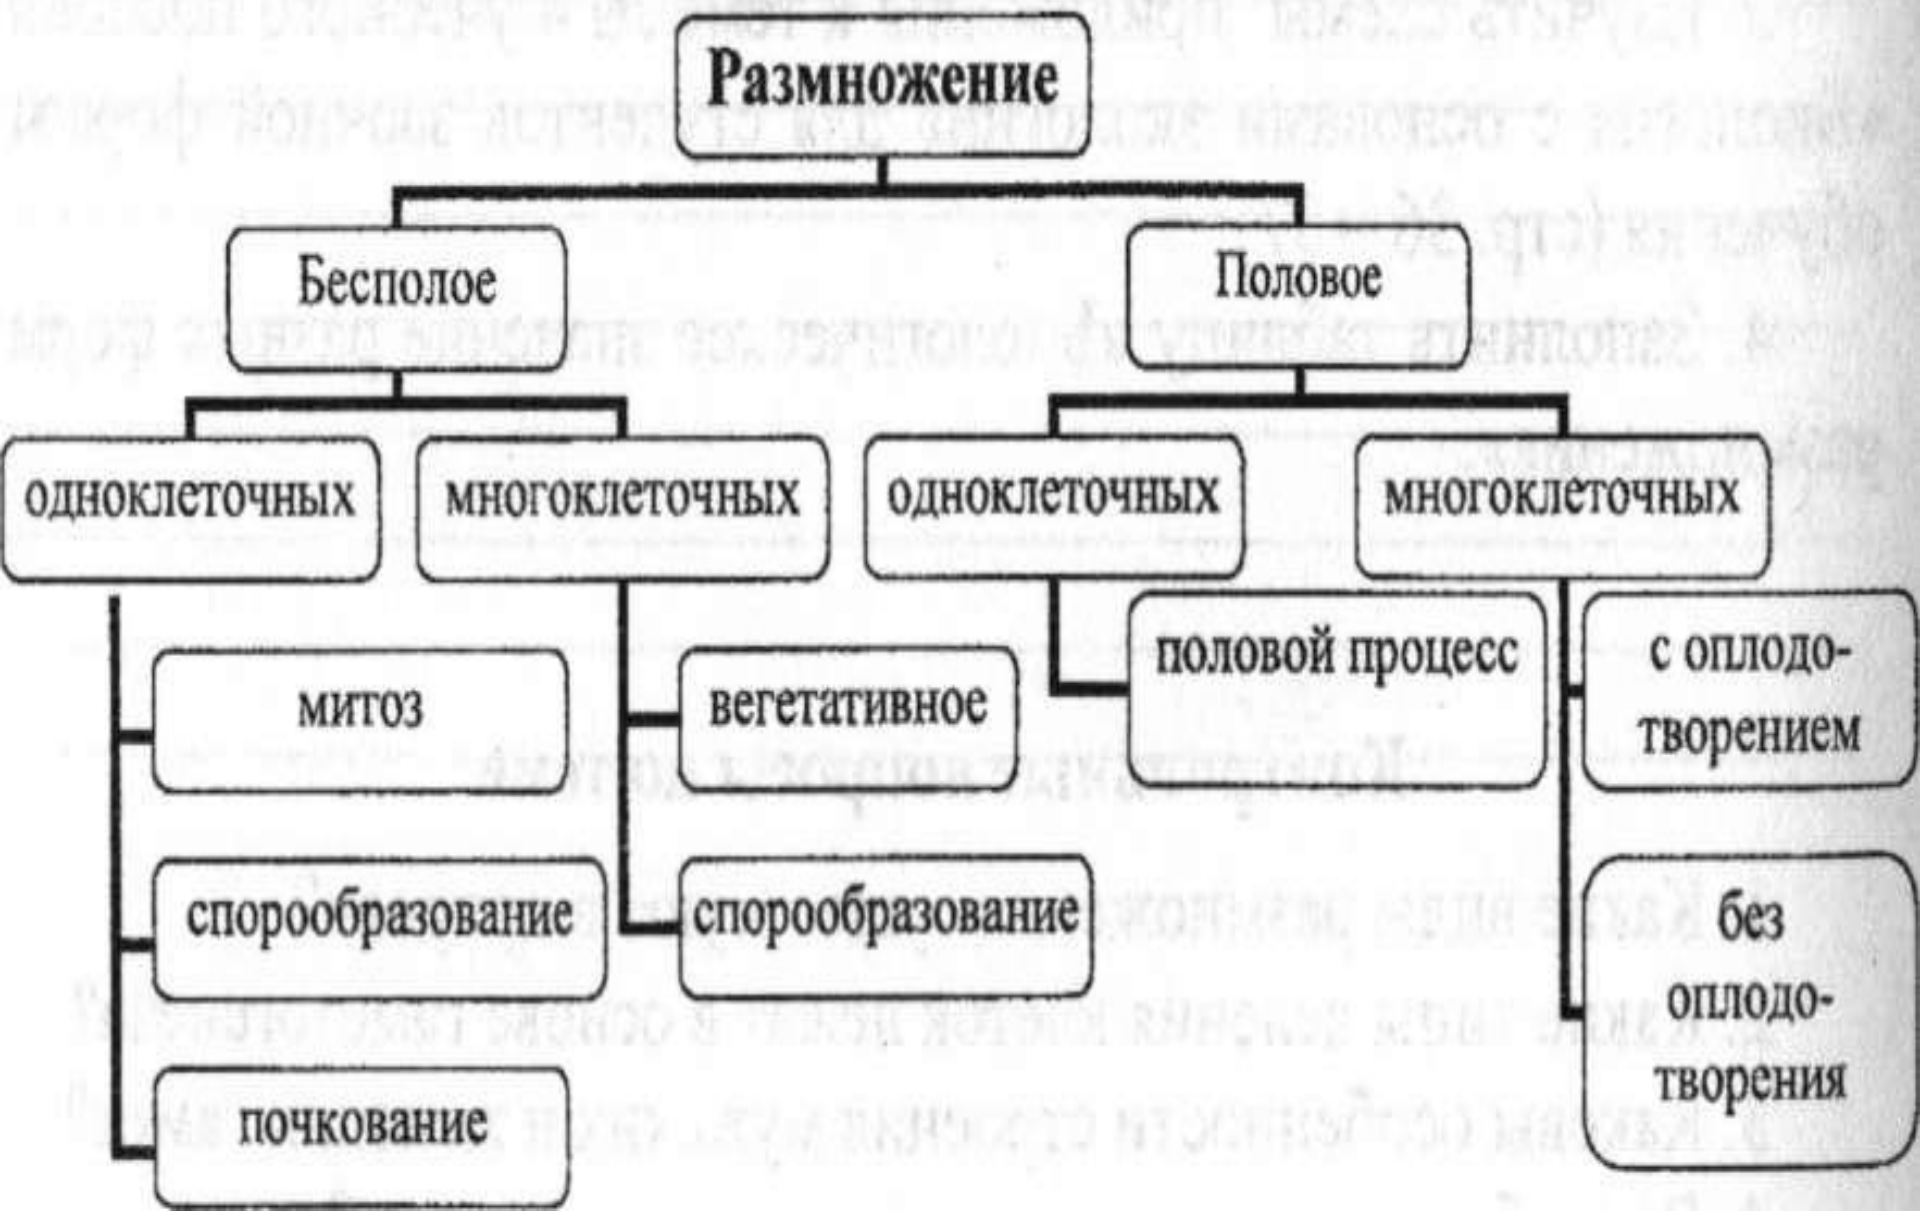 Размножение
Бесполое
Половое
одноклеточных
многоклеточных
одноклеточных
многоклеточных
митоз
вегетативное
половой процесс
с оплодо-
творением
спорообразование
спорообразование
без
оплодо-
творения
почкование